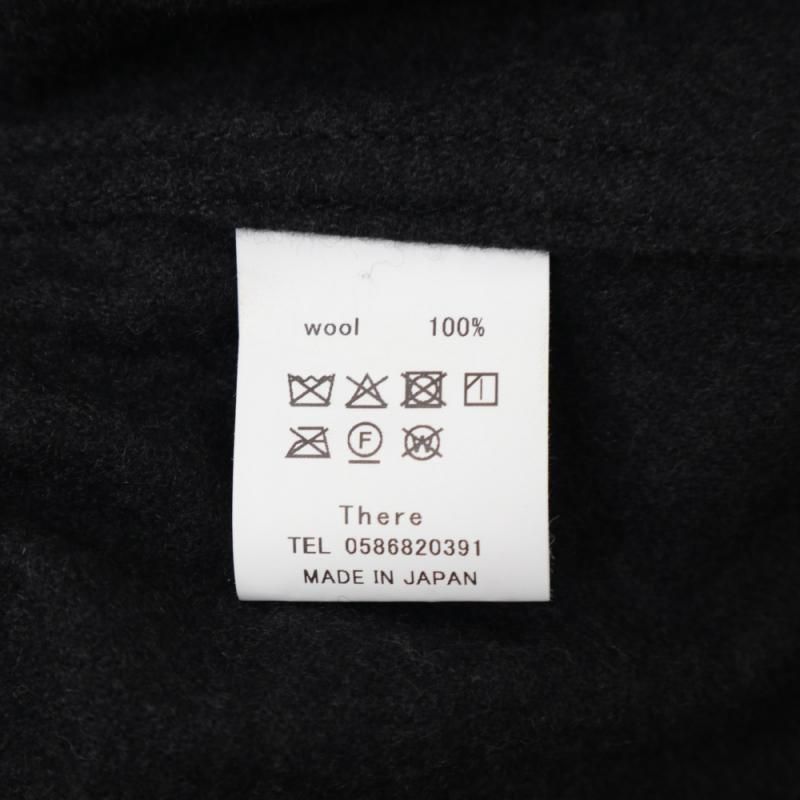 wool 100%
F W
There
TEL 0586820391
MADE IN JAPAN